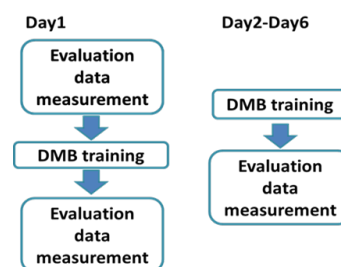 Day1
Evaluation
data
measurement
DMB training
Evaluation
data
measurement
Day2-Day6
DMB training
Evaluation
data
measurement